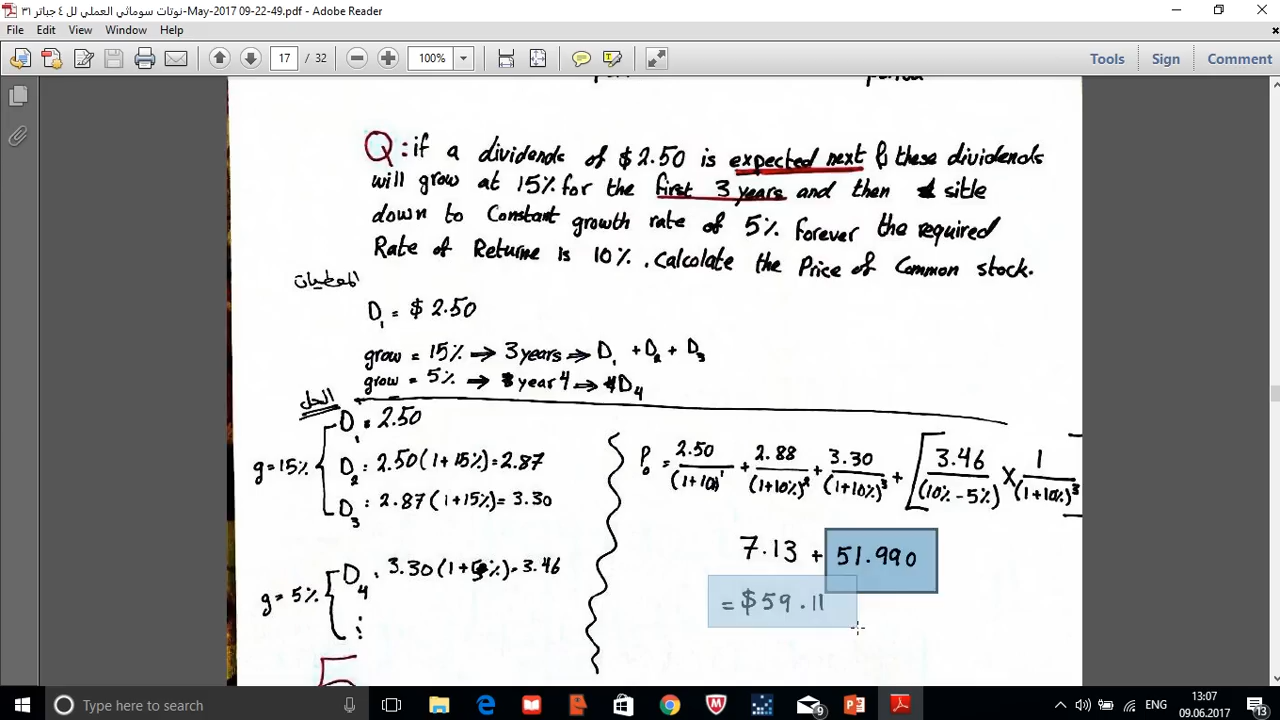 نوتات سوماثي العملي لل ٤ جباتر ٣١-May-2017 09-22-49.pdf - Adobe Reader
File Edit View Window Help
17 / 32 100% Tools Sign Comment
period
Q: if a dividends of $2.50 is expected next & these dividends
will grow at 15% for the first 3 years and then sitle
down to Constant growth rate of 5% forever the required
Rate of Returne is 10%. Calculate the Price of Common stock.
المعطيات
D1 = $2.50
grow = 15% → 3 years → D1 + D2 + D3
grow = 5% → year 4 → D4
الحل
D1 = 2.50
g=15% D2 = 2.50(1+15%) = 2.87
D3 = 2.87(1+15%) = 3.30
g=5% D4 = 3.30(1+5%) = 3.46
P0 = 2.50/(1+10)^1 + 2.88/(1+10%)^2 + 3.30/(1+10%)^3 + [3.46/(10%-5%) X 1/(1+10%)^3]
7.13 + 51.990
= $59.11
Type here to search 9 ENG 13:07 09.06.2017 13